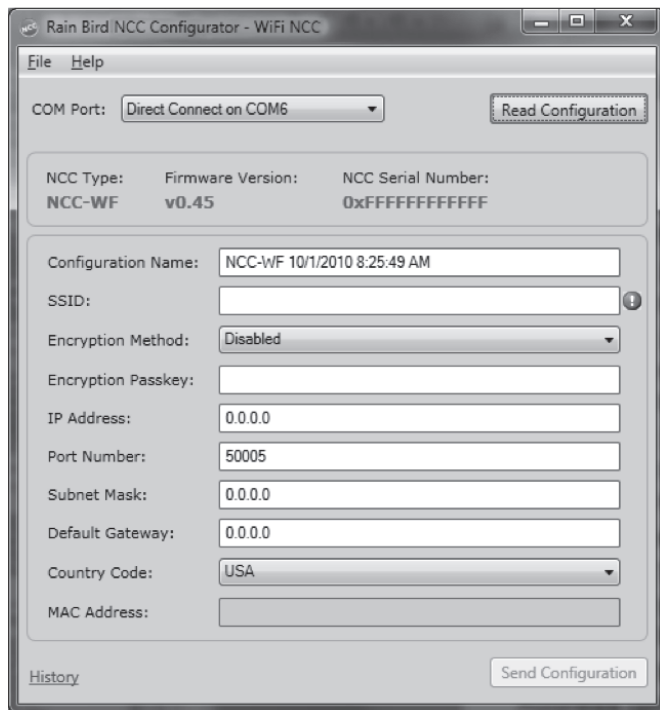 NCC Rain Bird NCC Configurator - WiFi NCC
File Help
COM Port: Direct Connect on COM6 Read Configuration
NCC Type: Firmware Version: NCC Serial Number:
NCC-WF v0.45 0xFFFFFFFFFFFF
Configuration Name: NCC-WF 10/1/2010 8:25:49 AM
SSID:
Encryption Method: Disabled
Encryption Passkey:
IP Address: 0.0.0.0
Port Number: 50005
Subnet Mask: 0.0.0.0
Default Gateway: 0.0.0.0
Country Code: USA
MAC Address:
History Send Configuration